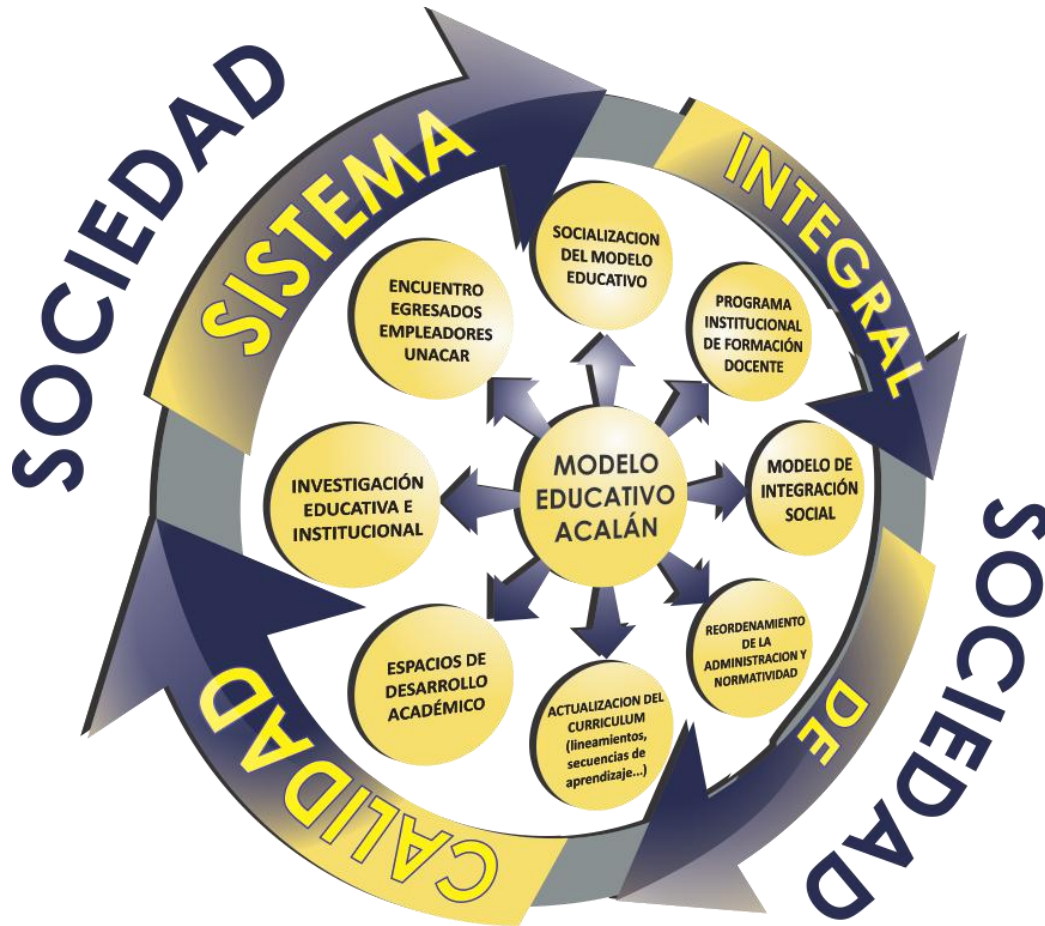 SOCIEDAD
SISTEMA
INTEGRAL
DE
CALIDAD
SOCIEDAD
MODELO
EDUCATIVO
ACALÁN
SOCIALIZACION
DEL MODELO
EDUCATIVO
PROGRAMA
INSTITUCIONAL
DE FORMACIÓN
DOCENTE
MODELO DE
INTEGRACIÓN
SOCIAL
REORDENAMIENTO
DE LA
ADMINISTRACION Y
NORMATIVIDAD
ACTUALIZACION DEL
CURRICULUM
(lineamientos,
secuencias de
aprendizaje...)
ESPACIOS DE
DESARROLLO
ACADÉMICO
INVESTIGACIÓN
EDUCATIVA E
INSTITUCIONAL
ENCUENTRO
EGRESADOS
EMPLEADORES
UNACAR